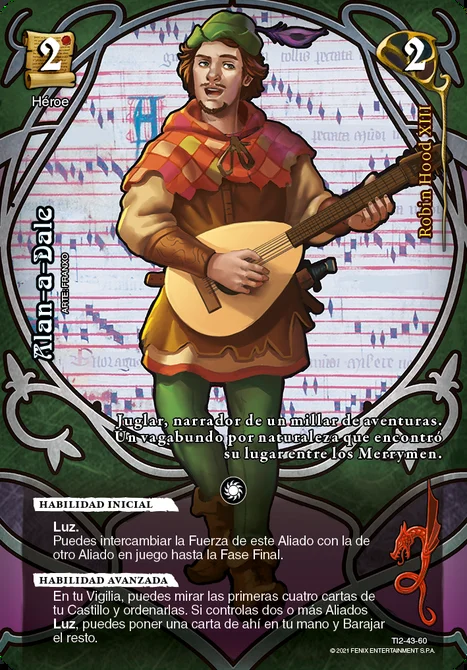 2
Héroe
2
Robin Hood XIII
Alan-a-Dale
ARTE: FRANXO
Juglar, narrador de un millar de aventuras.
Un vagabundo por naturaleza que encontró
su lugar entre los Merrymen.
HABILIDAD INICIAL
Luz.
Puedes intercambiar la Fuerza de este Aliado con la de
otro Aliado en juego hasta la Fase Final.
HABILIDAD AVANZADA
En tu Vigilia, puedes mirar las primeras cuatro cartas de
tu Castillo y ordenarlas. Si controlas dos o más Aliados
Luz, puedes poner una carta de ahí en tu mano y Barajar
el resto.
TI2-43-60
© 2021 FENIX ENTERTAINMENT S.P.A.